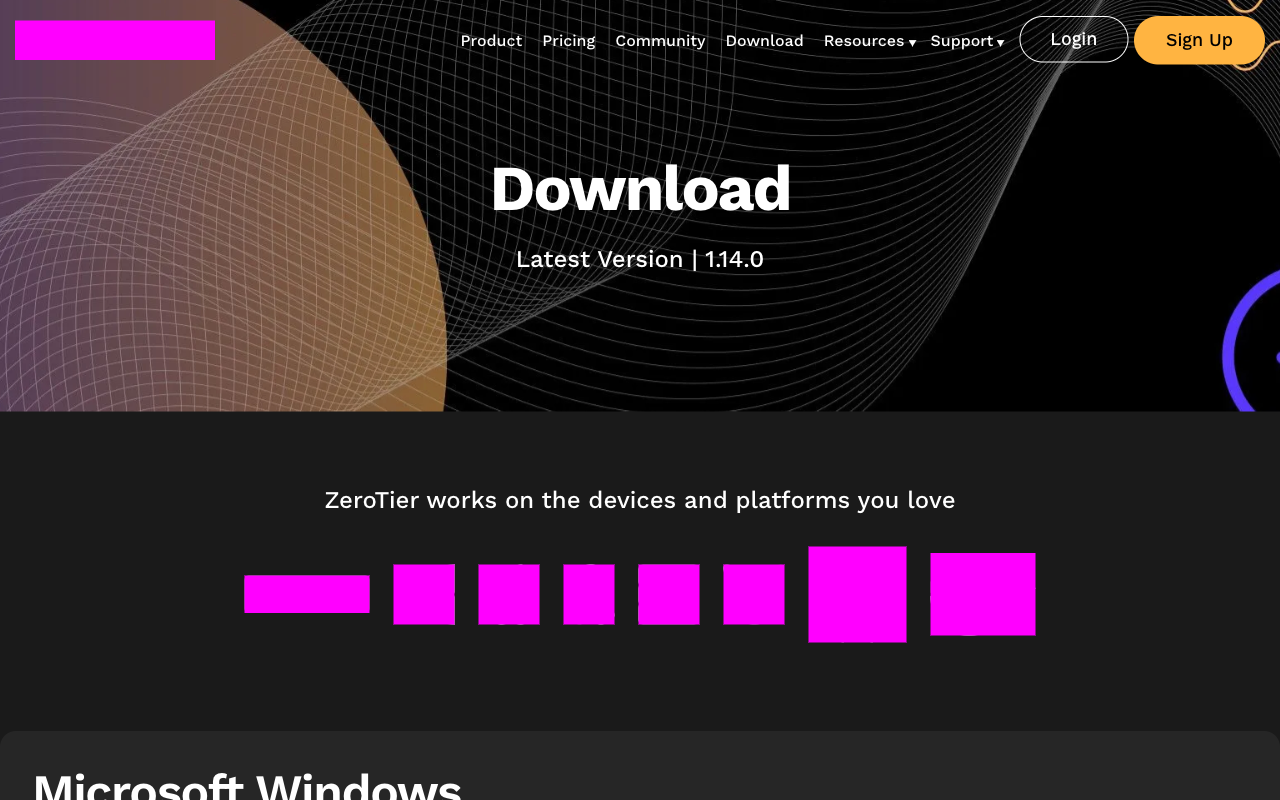 Product Pricing Community Download Resources ▾ Support ▾ Login Sign Up
Download
Latest Version | 1.14.0
ZeroTier works on the devices and platforms you love
Microsoft Windows